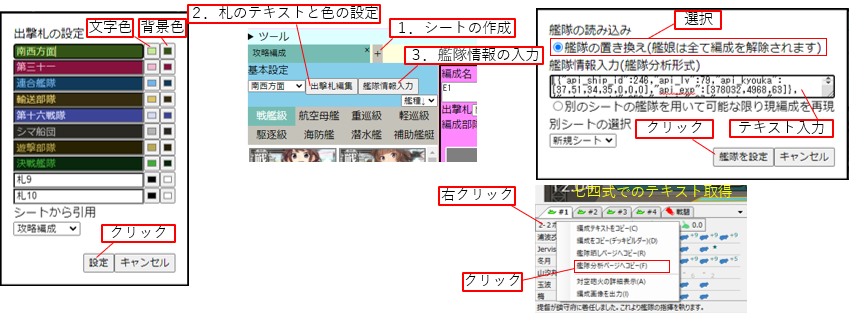 出撃札の設定
文字色
背景色
南西方面
第三十一
連合艦隊
輸送部隊
第十六戦隊
シマ船団
遊撃部隊
決戦艦隊
札9
札10
シートから引用
攻略編成
クリック
設定
キャンセル
2．札のテキストと色の設定
1．シートの作成
▶ ツール
攻略編成
×
+
3．艦隊情報の入力
基本設定
南西方面
出撃札編集
艦隊情報入力
艦種
戦艦級
航空母艦
重巡級
軽巡級
駆逐級
海防艦
潜水艦
補助艦艇
編成名
E1
出撃札
編成部隊
選択
艦隊の読み込み
艦隊の置き換え(艦娘は全て編成を解除されます)
艦隊情報入力(艦隊分析形式)
[{"api_ship_id":246,"api_lv":79,"api_kyouka":
[37,51,34,35,0,0,0],"api_exp":[378032,4968,63]},
別のシートの艦隊を用いて可能な限り現編成を再現
別シートの選択
クリック
テキスト入力
新規シート
艦隊を設定
キャンセル
七四式でのテキスト取得
右クリック
#1
#2
#3
#4
戦闘
2-2
0.0
編成テキストをコピー(C)
編成をコピー(デッキビルダー)(D)
艦隊晒しページへコピー(R)
艦隊分析ページへコピー(F)
対空砲火の詳細表示(A)
編成画像を出力(I)
浦波
Jervis
冬月
山汐丸
玉波
梅
クリック
提督が鎮守府に着任しました。これより艦隊の指揮を執ります。